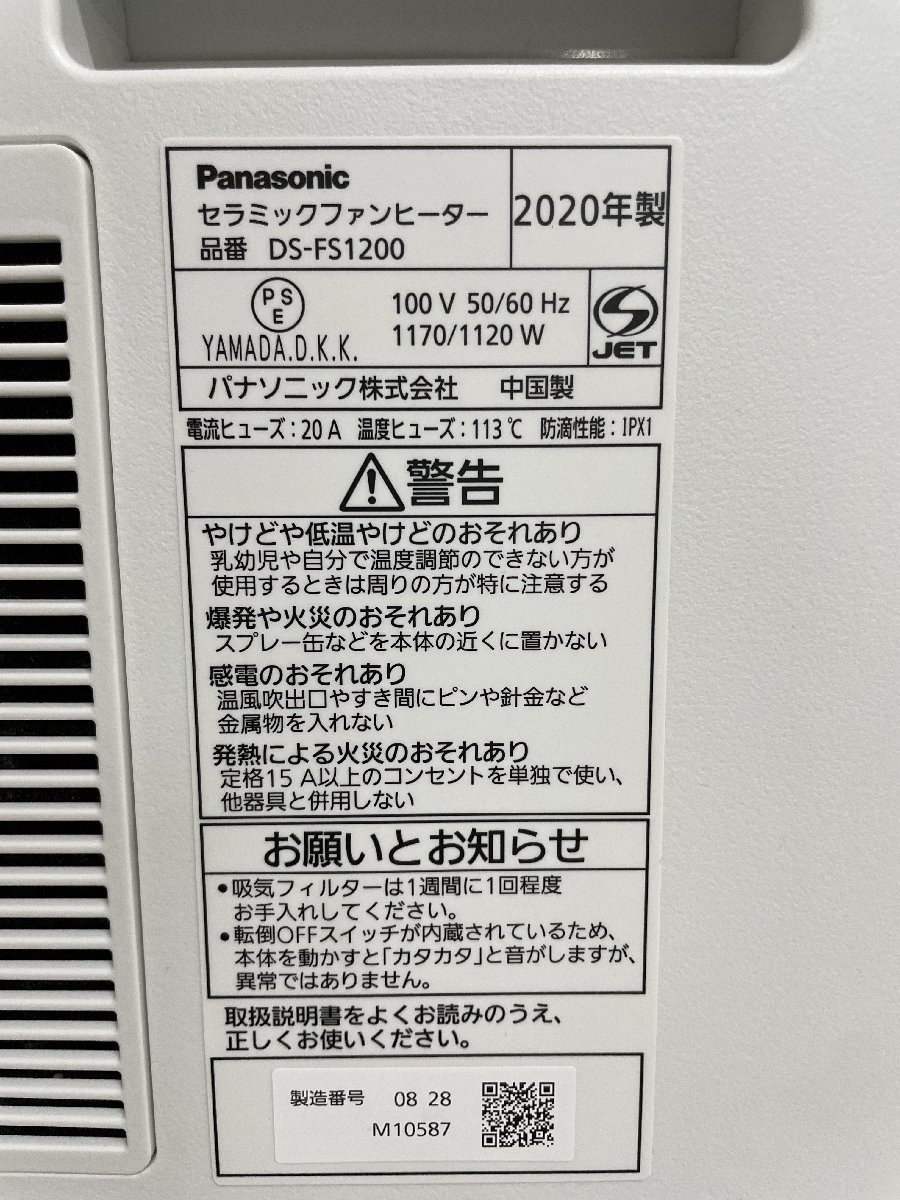 Panasonic
セラミックファンヒーター
品番 DS-FS1200
2020年製
PS
E
YAMADA.D.K.K.
100 V 50/60 Hz
1170/1120 W
JET
パナソニック株式会社 中国製
電流ヒューズ:20 A 温度ヒューズ:113℃ 防滴性能:IPX1
警告
やけどや低温やけどのおそれあり
乳幼児や自分で温度調節のできない方が
使用するときは周りの方が特に注意する
爆発や火災のおそれあり
スプレー缶などを本体の近くに置かない
感電のおそれあり
温風吹出口やすき間にピンや針金など
金属物を入れない
発熱による火災のおそれあり
定格15 A以上のコンセントを単独で使い、
他器具と併用しない
お願いとお知らせ
●吸気フィルターは1週間に1回程度
お手入れしてください。
●転倒OFFスイッチが内蔵されているため、
本体を動かすと「カタカタ」と音がしますが、
異常ではありません。
取扱説明書をよくお読みのうえ、
正しくお使いください。
製造番号 08 28
M10587